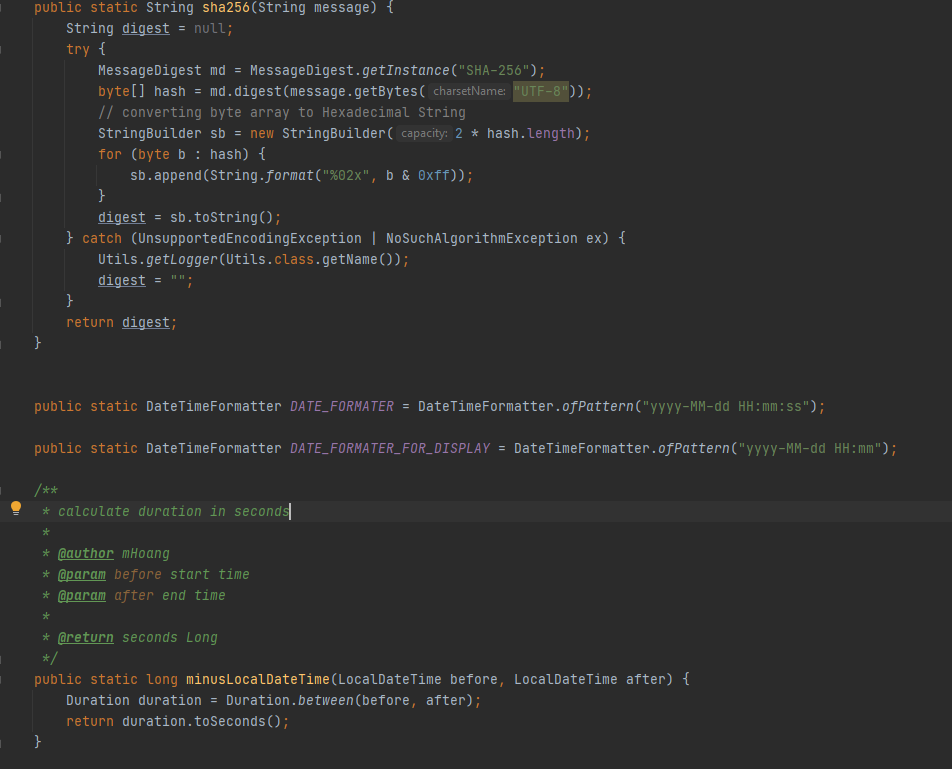 public static String sha256(String message) {
String digest = null;
try {
MessageDigest md = MessageDigest.getInstance("SHA-256");
byte[] hash = md.digest(message.getBytes( charsetName: "UTF-8"));
// converting byte array to Hexadecimal String
StringBuilder sb = new StringBuilder( capacity: 2 * hash.length);
for (byte b : hash) {
sb.append(String.format("%02x", b & 0xff));
}
digest = sb.toString();
} catch (UnsupportedEncodingException | NoSuchAlgorithmException ex) {
Utils.getLogger(Utils.class.getName());
digest = "";
}
return digest;
}
public static DateTimeFormatter DATE_FORMATER = DateTimeFormatter.ofPattern("yyyy-MM-dd HH:mm:ss");
public static DateTimeFormatter DATE_FORMATER_FOR_DISPLAY = DateTimeFormatter.ofPattern("yyyy-MM-dd HH:mm");
/**
* calculate duration in seconds
*
* @author mHoang
* @param before start time
* @param after end time
*
* @return seconds Long
*/
public static long minusLocalDateTime(LocalDateTime before, LocalDateTime after) {
Duration duration = Duration.between(before, after);
return duration.toSeconds();
}